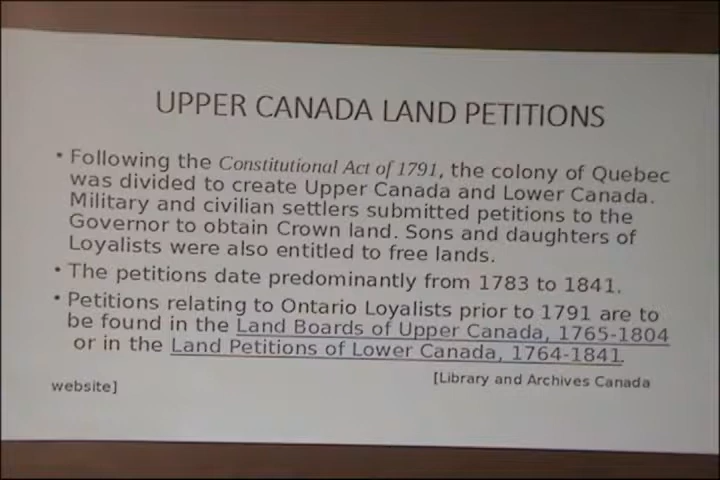 UPPER CANADA LAND PETITIONS
• Following the Constitutional Act of 1791, the colony of Quebec
was divided to create Upper Canada and Lower Canada.
Military and civilian settlers submitted petitions to the
Governor to obtain Crown land. Sons and daughters of
Loyalists were also entitled to free lands.
• The petitions date predominantly from 1783 to 1841.
• Petitions relating to Ontario Loyalists prior to 1791 are to
be found in the Land Boards of Upper Canada, 1765-1804
or in the Land Petitions of Lower Canada, 1764-1841.
[Library and Archives Canada
website]